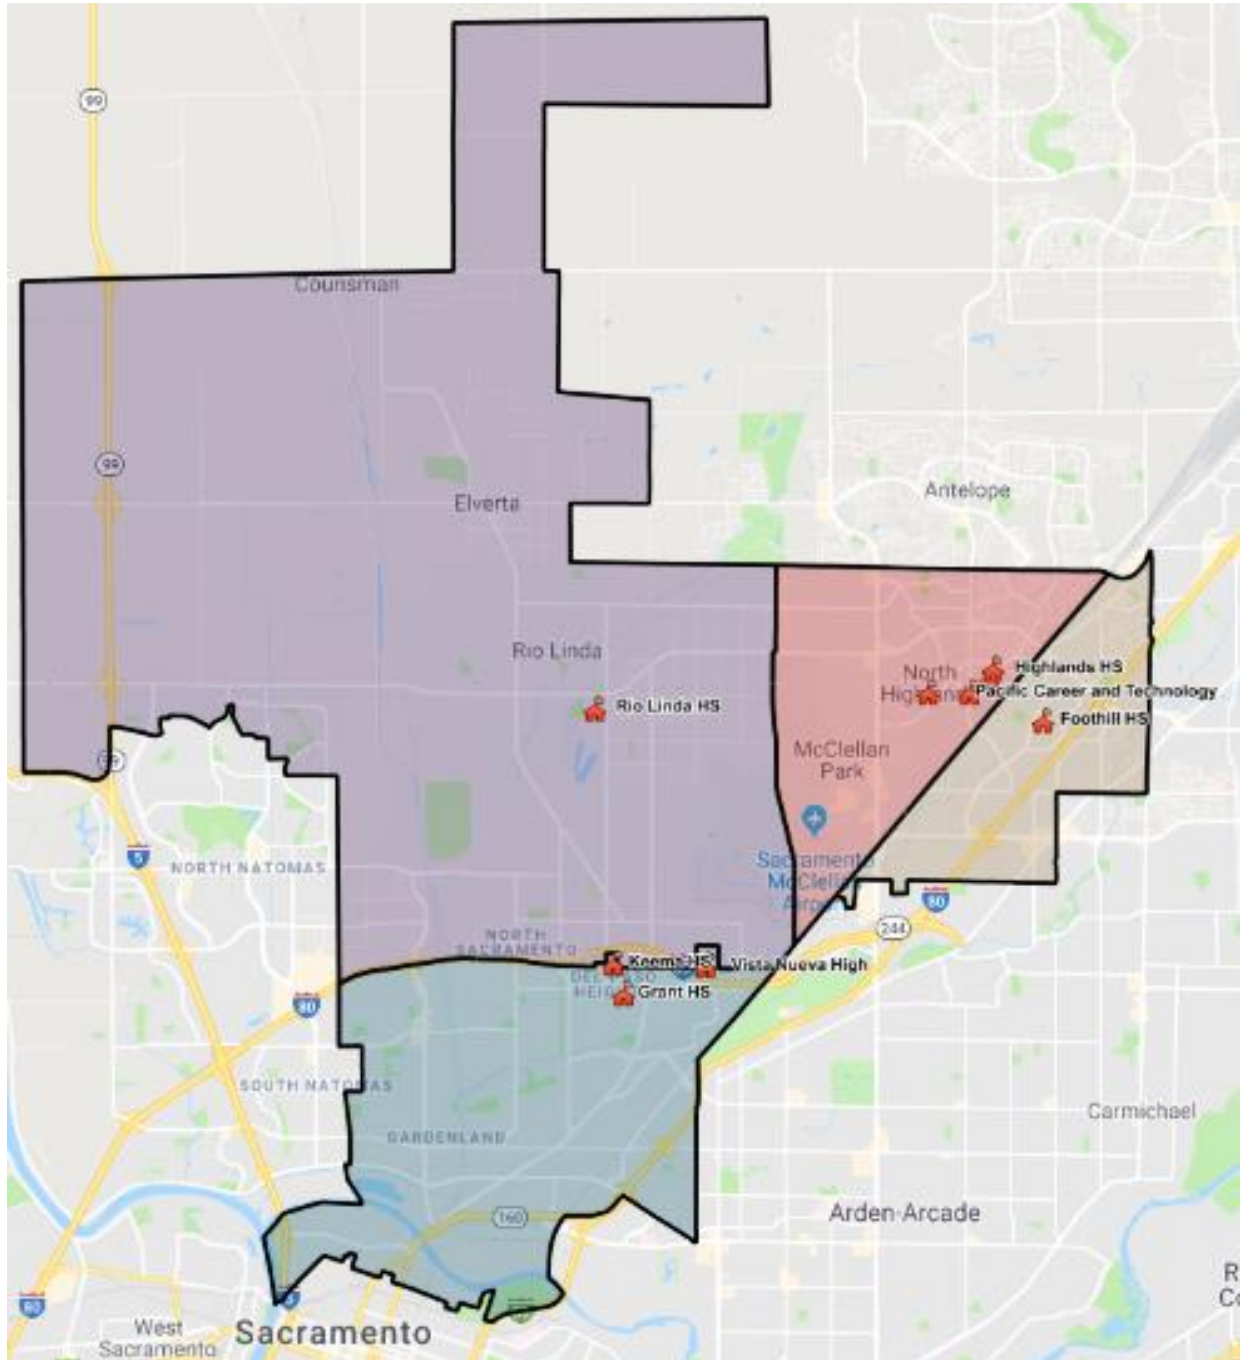 99
Counsman
99
Elverta
Antelope
Rio Linda
Highlands HS
North
Pacific Career and Technology
Rio Linda HS
Foothill HS
McClellan
Park
99
5
NORTH NATOMAS
Sacramento
80
244
NORTH
SACRAMENTO
Keema HS
Vista Nueva High
Grant HS
80
SOUTH NATOMAS
Carmichael
GARDENLAND
160
Arden-Arcade
80
West
Sacramento
Sacramento